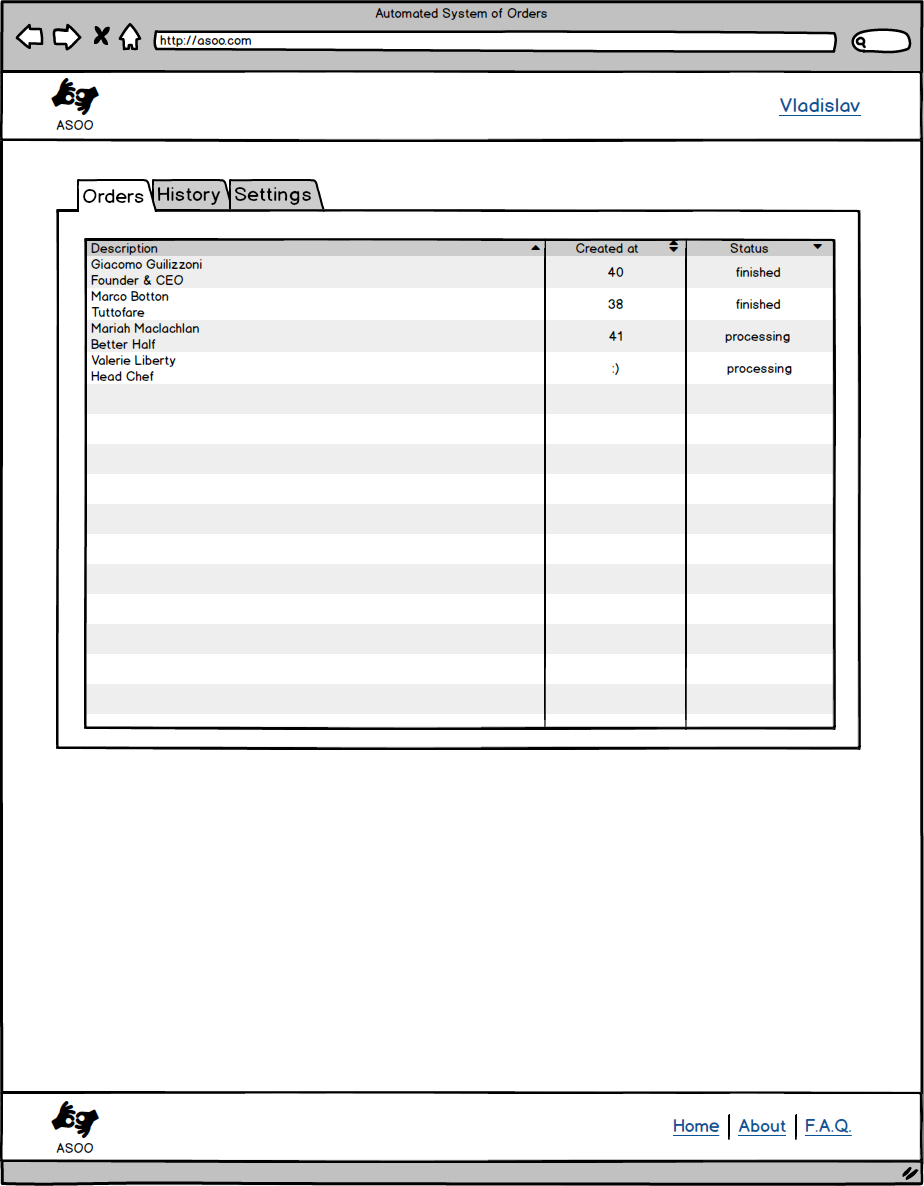 Automated System of Orders
http://asoo.com
ASOO
Vladislav
Orders History Settings
Description Created at Status
Giacomo Guilizzoni
Founder & CEO
40 finished
Marco Botton
Tuttofare
38 finished
Mariah Maclachlan
Better Half
41 processing
Valerie Liberty
Head Chef
:) processing
ASOO
Home About F.A.Q.